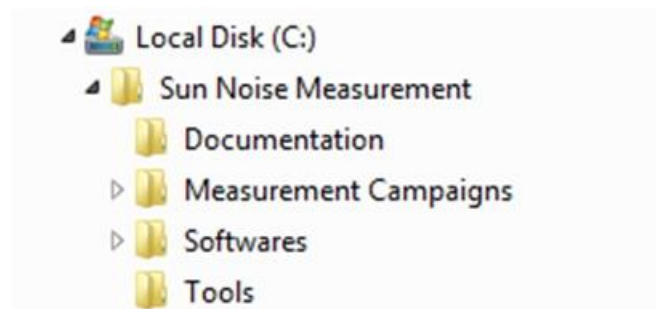 Local Disk (C:)
Sun Noise Measurement
Documentation
Measurement Campaigns
Softwares
Tools